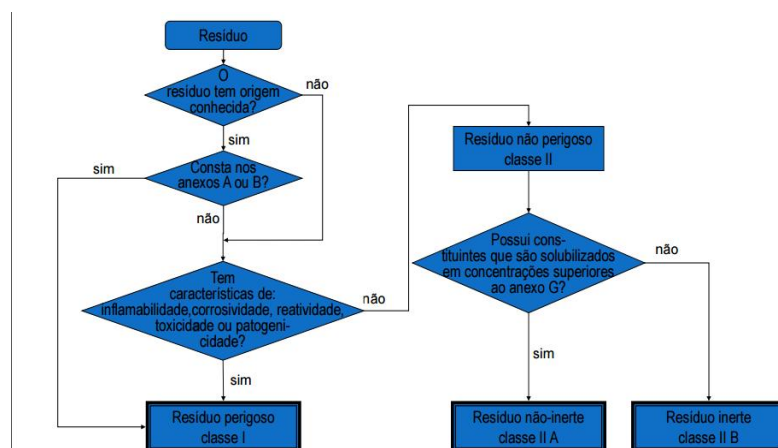 Resíduo
O
resíduo tem origem
conhecida?
não
sim
Consta nos
anexos A ou B?
sim
não
Tem
características de:
inflamabilidade,corrosividade, reatividade,
toxicidade ou patogeni-
cidade?
não
sim
Resíduo perigoso
classe I
Resíduo não perigoso
classe II
Possui cons-
tituintes que são solubilizados
em concentrações superiores
ao anexo G?
não
sim
Resíduo não-inerte
classe II A
Resíduo inerte
classe II B